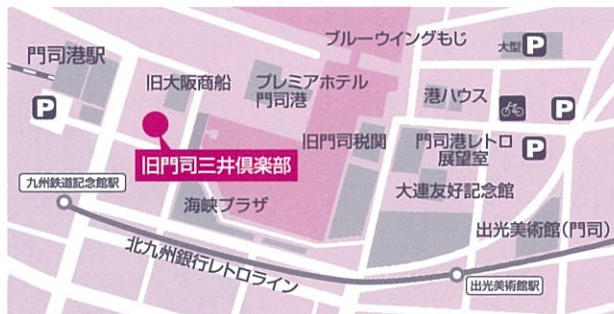 ブルーウイングもじ
大型 P
門司港駅
旧大阪商船
プレミアホテル
門司港
港ハウス
P
P
旧門司税関
門司港レトロ
展望室
P
旧門司三井倶楽部
九州鉄道記念館駅
海峡プラザ
大連友好記念館
出光美術館(門司)
北九州銀行レトロライン
出光美術館駅